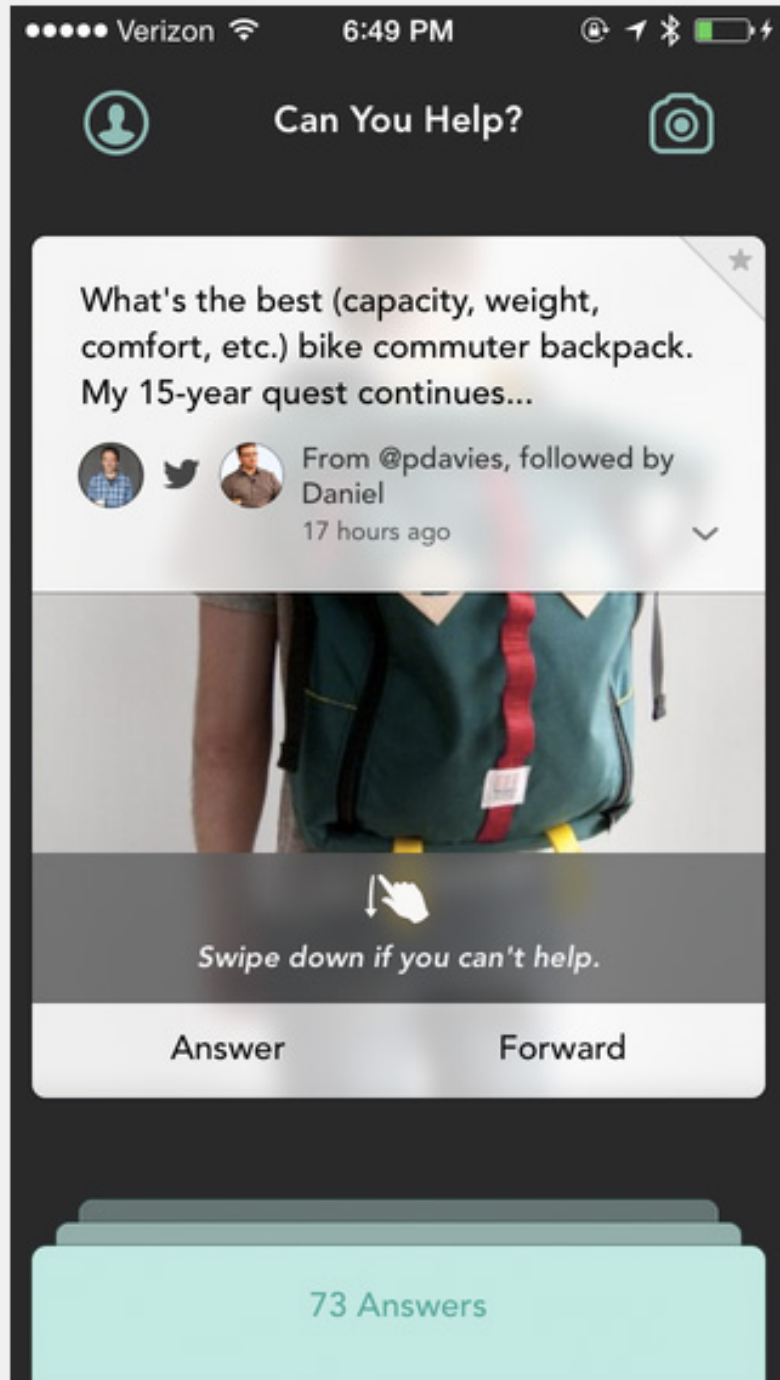 Verizon
6:49 PM
Can You Help?
What's the best (capacity, weight,
comfort, etc.) bike commuter backpack.
My 15-year quest continues...
From @pdavies, followed by
Daniel
17 hours ago
Swipe down if you can't help.
Answer
Forward
73 Answers